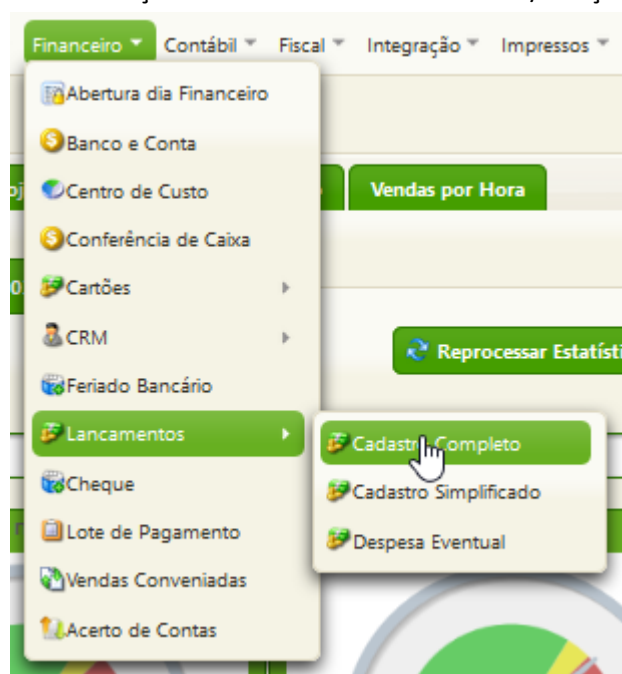 Financeiro Contábil Fiscal Integração Impressos
Abertura dia Financeiro
Banco e Conta
Centro de Custo
Vendas por Hora
Conferência de Caixa
Cartões
CRM
Reprocessar Estatísti
Feriado Bancário
Lancamentos
Cadastro Completo
Cadastro Simplificado
Despesa Eventual
Cheque
Lote de Pagamento
Vendas Conveniadas
Acerto de Contas